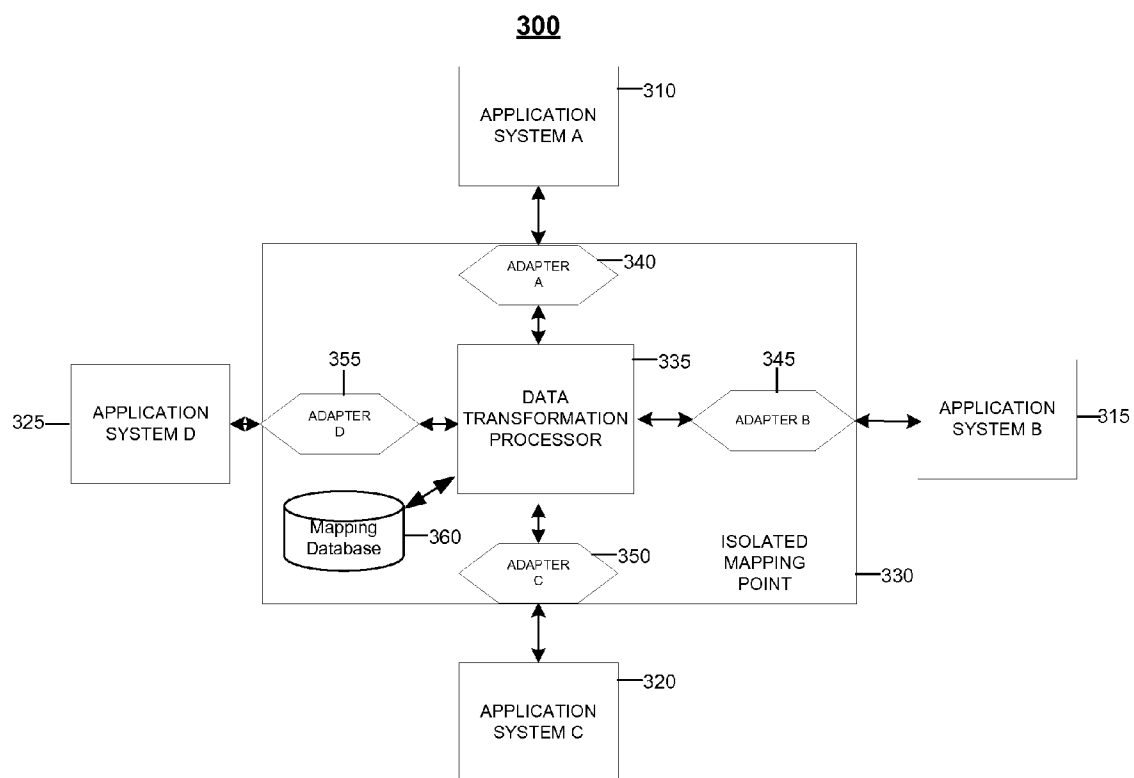 300
APPLICATION
SYSTEM A
310
ADAPTER
A
340
355
ADAPTER
D
DATA
TRANSFORMATION
PROCESSOR
335
345
ADAPTER B
325
APPLICATION
SYSTEM D
APPLICATION
SYSTEM B
315
Mapping
Database
360
350
ADAPTER
C
ISOLATED
MAPPING
POINT
330
320
APPLICATION
SYSTEM C